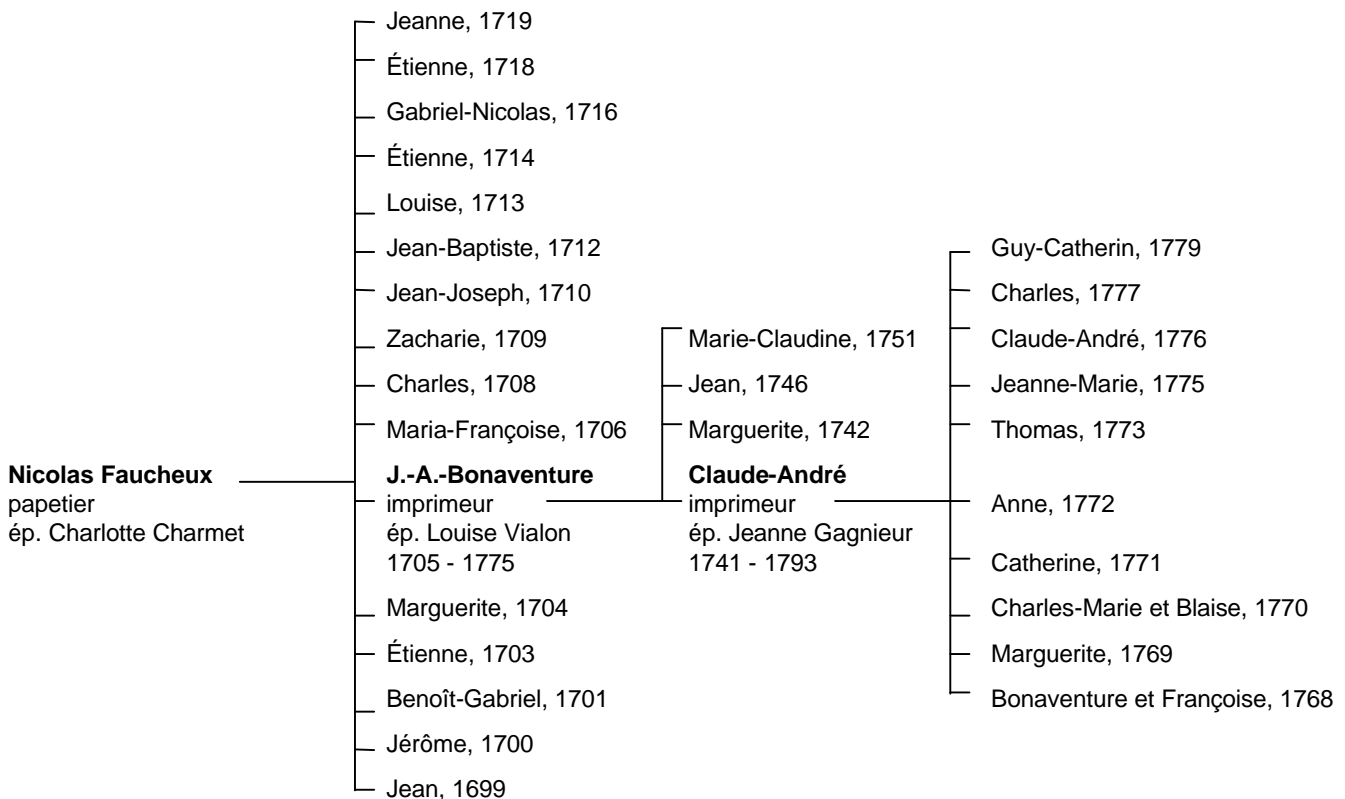 Nicolas Faucheux
papetier
ép. Charlotte Charmet
Jeanne, 1719
Étienne, 1718
Gabriel-Nicolas, 1716
Étienne, 1714
Louise, 1713
Jean-Baptiste, 1712
Jean-Joseph, 1710
Zacharie, 1709
Charles, 1708
Maria-Françoise, 1706
J.-A.-Bonaventure
imprimeur
ép. Louise Vialon
1705 - 1775
Marguerite, 1704
Étienne, 1703
Benoît-Gabriel, 1701
Jérôme, 1700
Jean, 1699
Marie-Claudine, 1751
Jean, 1746
Marguerite, 1742
Claude-André
imprimeur
ép. Jeanne Gagnieur
1741 - 1793
Guy-Catherin, 1779
Charles, 1777
Claude-André, 1776
Jeanne-Marie, 1775
Thomas, 1773
Anne, 1772
Catherine, 1771
Charles-Marie et Blaise, 1770
Marguerite, 1769
Bonaventure et Françoise, 1768